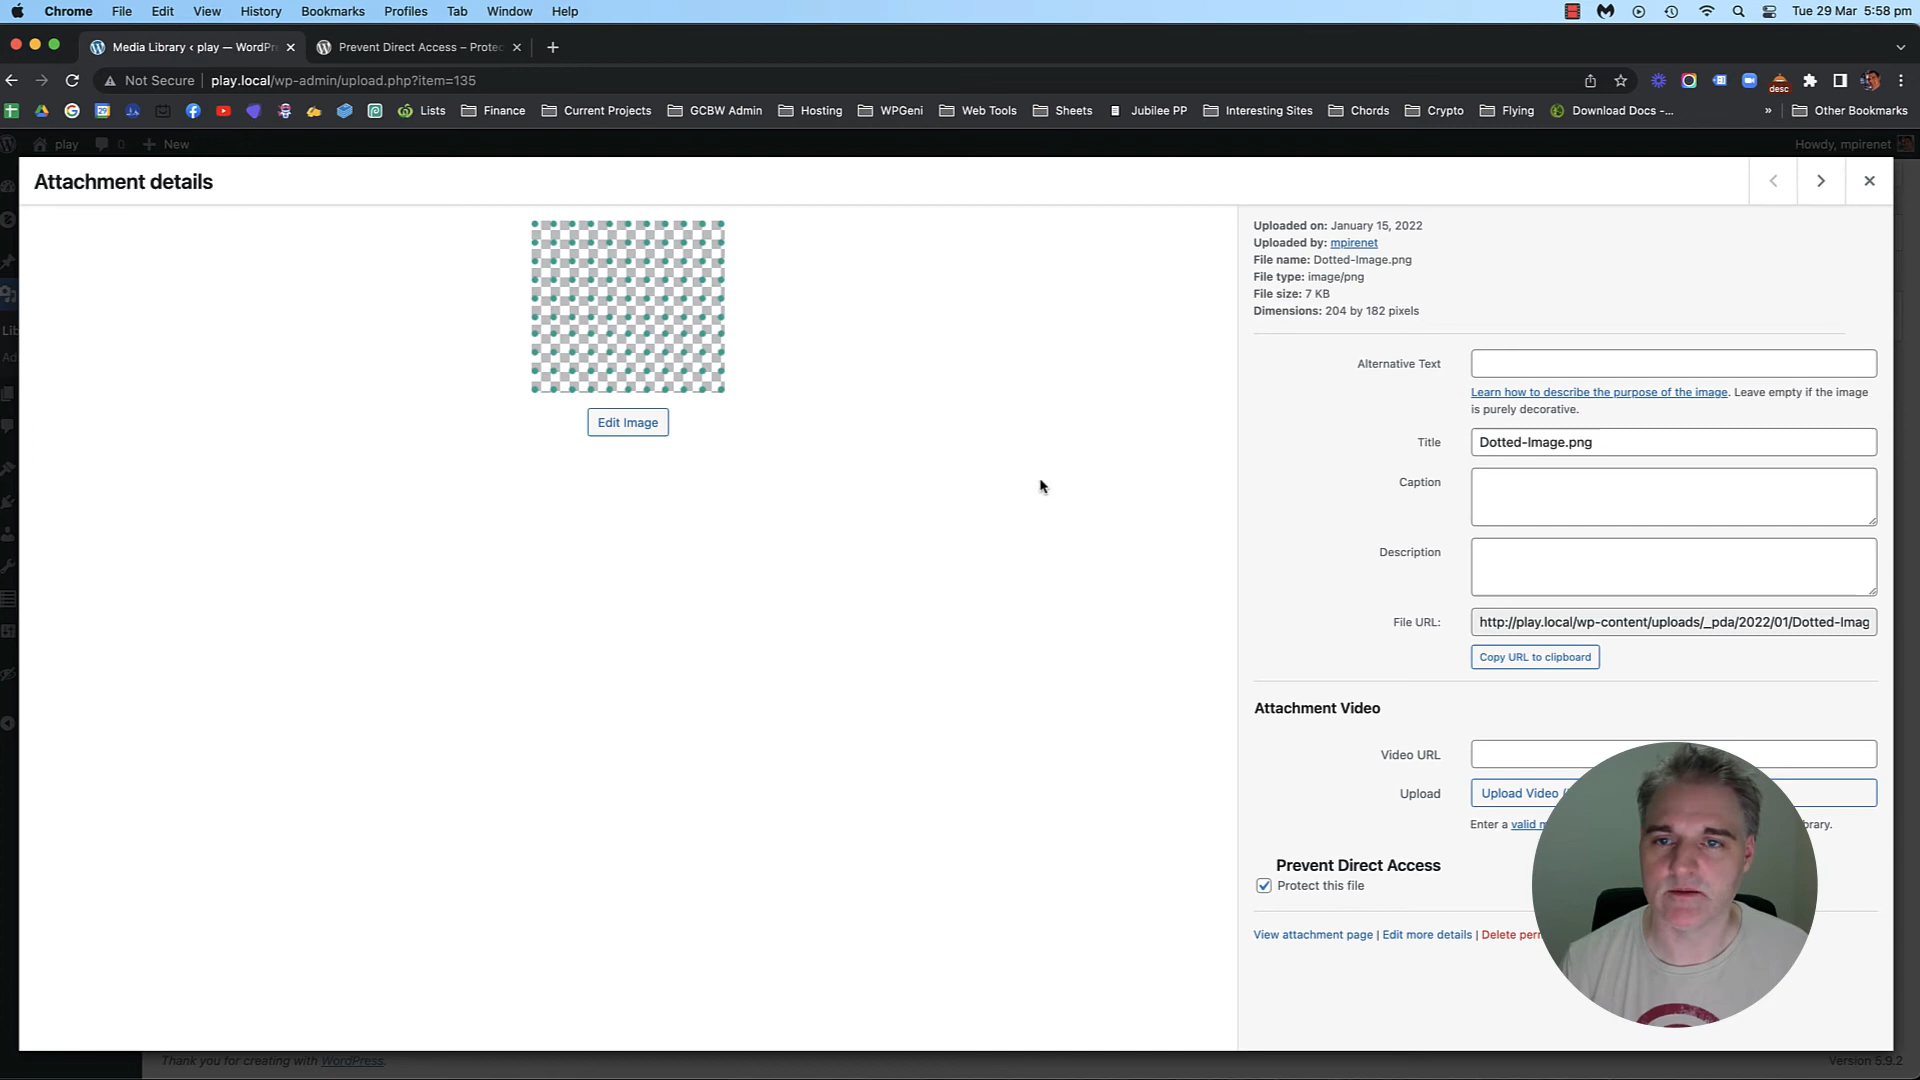 Chrome File Edit View History Bookmarks Profiles Tab Window Help Tue 29 Mar 5:58 pm
Media Library ‹ play — WordPr Prevent Direct Access – Protec
Not Secure play.local/wp-admin/upload.php?item=135
desc
Lists Finance Current Projects GCBW Admin Hosting WPGeni Web Tools Sheets Jubilee PP Interesting Sites Chords Crypto Flying Download Docs -... » Other Bookmarks
play 0 New Howdy, mpirenet
Attachment details
Uploaded on: January 15, 2022
Uploaded by: mpirenet
File name: Dotted-Image.png
File type: image/png
File size: 7 KB
Dimensions: 204 by 182 pixels
Alternative Text
Learn how to describe the purpose of the image. Leave empty if the image
is purely decorative.
Edit Image
Title Dotted-Image.png
Caption
Description
File URL: http://play.local/wp-content/uploads/_pda/2022/01/Dotted-Imag
Copy URL to clipboard
Attachment Video
Video URL
Upload Upload Video
Enter a valid brary.
Prevent Direct Access
Protect this file
View attachment page | Edit more details | Delete perm
Thank you for creating with WordPress. Version 5.9.2